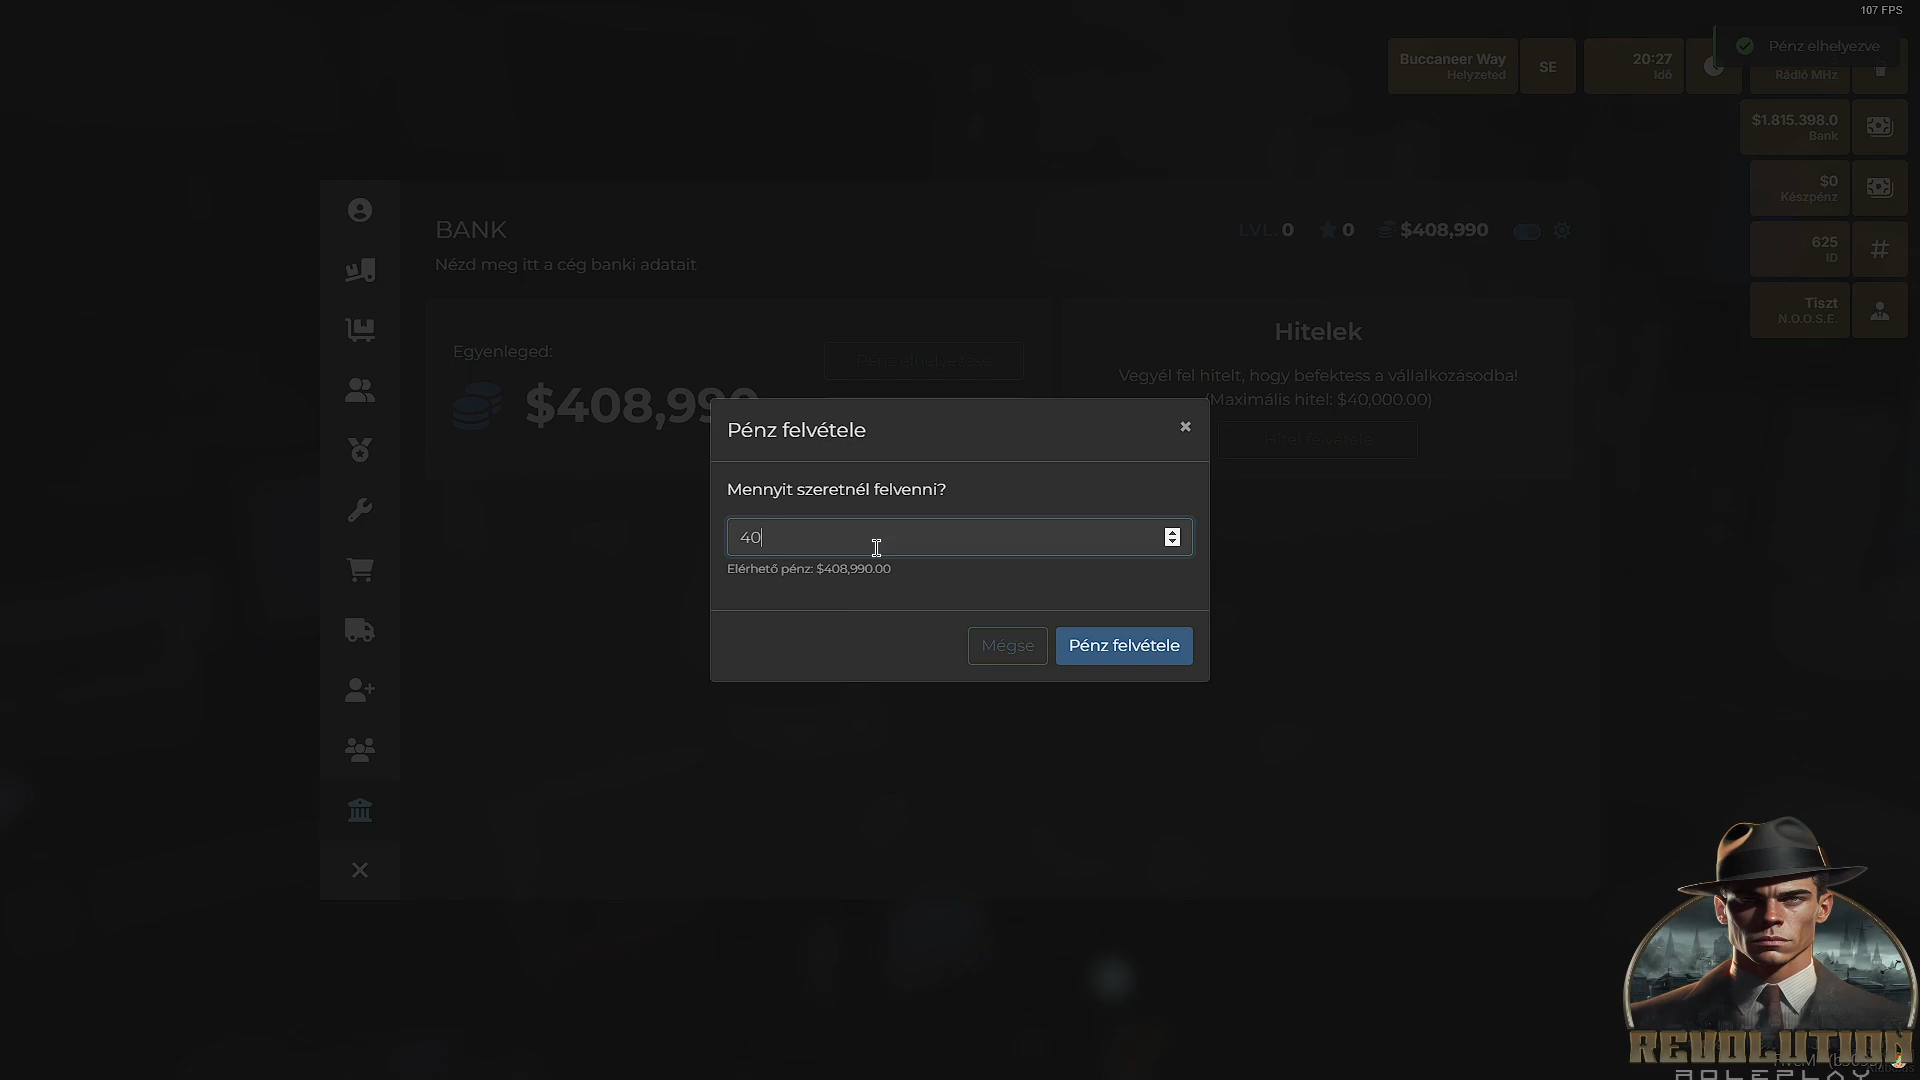 107 FPS
Pénz elhelyezve
Buccaneer Way
Helyzeted
SE
20:27
Idő
Rádió MHz
$1.815.398.0
Bank
$0
Készpénz
625
ID
#
Tiszt
N.O.O.S.E.
BANK
Nézd meg itt a cég banki adatait
LVL. 0
0
$408,990
Egyenleged:
Pénz elhelyezése
$408,990
Hitelek
Vegyél fel hitelt, hogy befektess a vállalkozásodba!
(Maximális hitel: $40,000.00)
Hitel felvétele
Pénz felvétele
×
Mennyit szeretnél felvenni?
40
Elérhető pénz: $408,990.00
Mégse
Pénz felvétele
REVOLUTION
ROLEPLAY